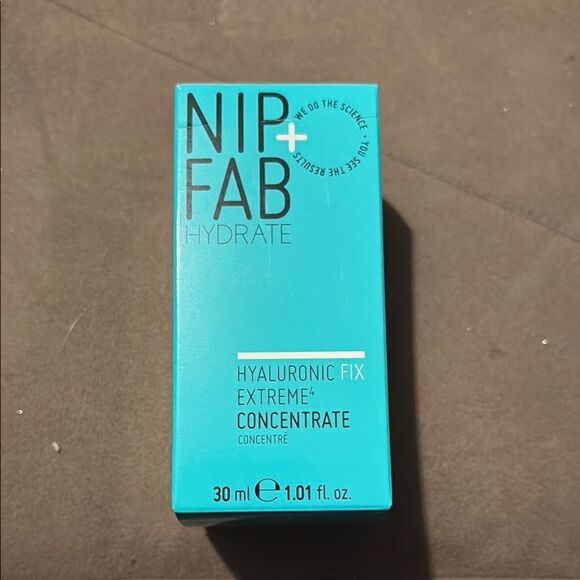 NIP+
FAB
HYDRATE
WE DO THE SCIENCE • YOU SEE THE RESULTS
HYALURONIC FIX
EXTREME⁴
CONCENTRATE
CONCENTRÉ
30 ml ℮ 1.01 fl. oz.